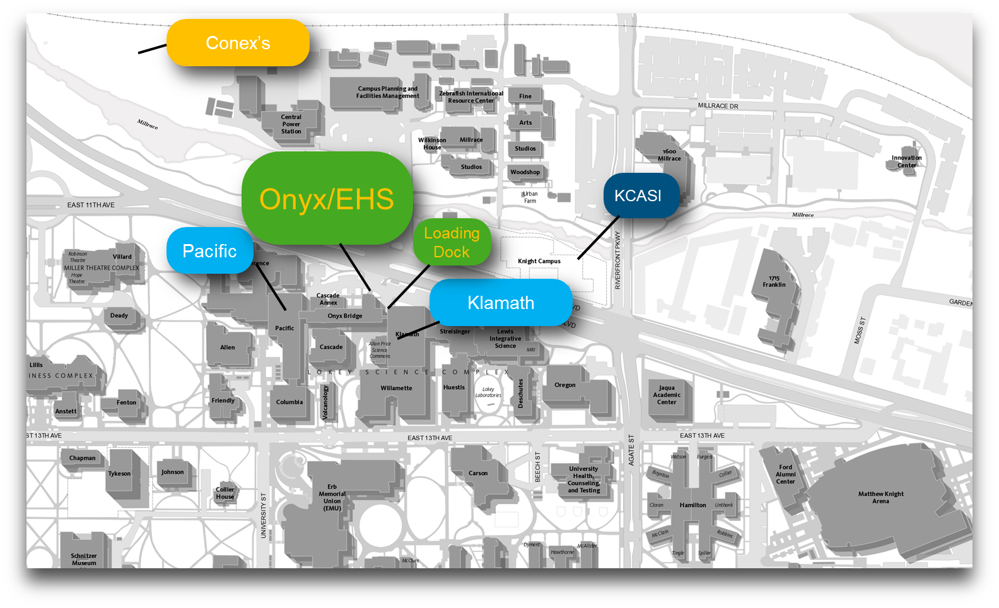 Conex's
Campus Planning and
Facilities Management
Zebrafish International
Resource Center
Fine
Arts
Studios
Woodshop
MILLRACE DR
Central
Power
Station
Millrace
Wilkinson
House
Millrace
Studios
1600
Millrace
Innovation
Center
Urban
Farm
Onyx/EHS
KCASI
EAST 11TH AVE
Millrace
Loading
Dock
Pacific
RIVERFRONT PKWY
Robinson
Theatre
Villard
MILLER THEATRE COMPLEX
Hope
Theatre
Knight Campus
1715
Franklin
Klamath
Cascade
Annex
Onyx Bridge
Deady
GARDEN
MOSS ST
VD
LVD
Pacific
Klamath
Streisinger
Lewis
Integrative
Science
MRI
Allen
Cascade
Allan Price
Science
Commons
Lillis
INESS COMPLEX
LOKEY SCIENCE COMPLEX
Friendly
Columbia
Volcanology
Willamette
Huestis
Lokey
Laboratories
Deschutes
Oregon
Jaqua
Academic
Center
Fenton
Anstett
ST 13TH AVE
EAST 13TH AVE
EAST 13TH AVE
AGATE ST
BEECH ST
UNIVERSITY ST
Chapman
Tykeson
Johnson
Collier
House
Erb
Memorial
Union
(EMU)
Carson
University
Health,
Counseling,
and Testing
Watson
Burgess
Boynton
Collier
Cloran
Hamilton
Unthank
McClain
Robbins
Tingle
Spiller
Ford
Alumni
Center
Matthew Knight
Arena
Schnitzer
Museum
McClure
Dyment
Hawthorne
McAlister